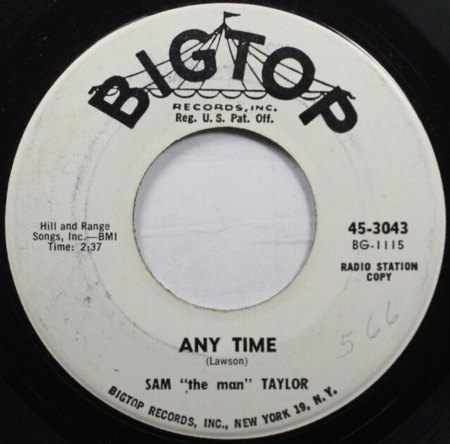 BIGTOP
RECORDS, INC.
Reg. U. S. Pat. Off.
Hill and Range
Songs, Inc.—BMI
Time: 2:37
45-3043
BG-1115
RADIO STATION
COPY
566
ANY TIME
(Lawson)
SAM "the man" TAYLOR
BIGTOP RECORDS, INC., NEW YORK 19, N. Y.